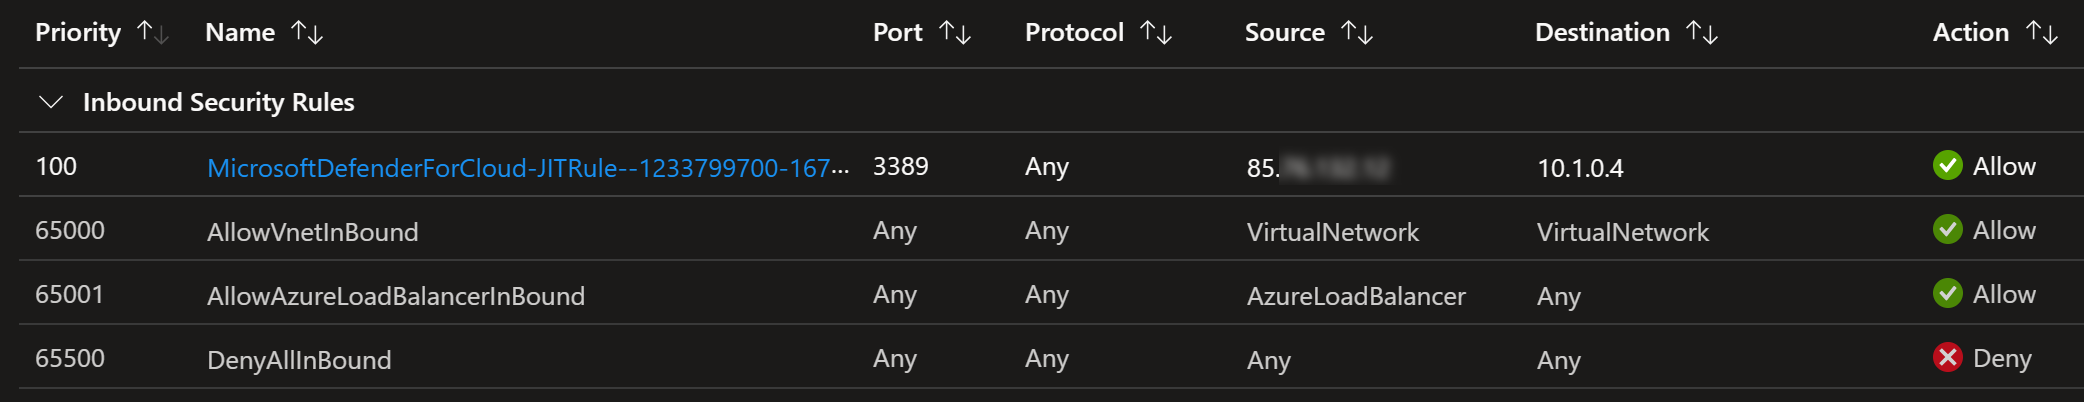 Priority Name Port Protocol Source Destination Action
Inbound Security Rules
100 MicrosoftDefenderForCloud-JITRule--1233799700-167... 3389 Any 85. 10.1.0.4 Allow
65000 AllowVnetInBound Any Any VirtualNetwork VirtualNetwork Allow
65001 AllowAzureLoadBalancerInBound Any Any AzureLoadBalancer Any Allow
65500 DenyAllInBound Any Any Any Any Deny